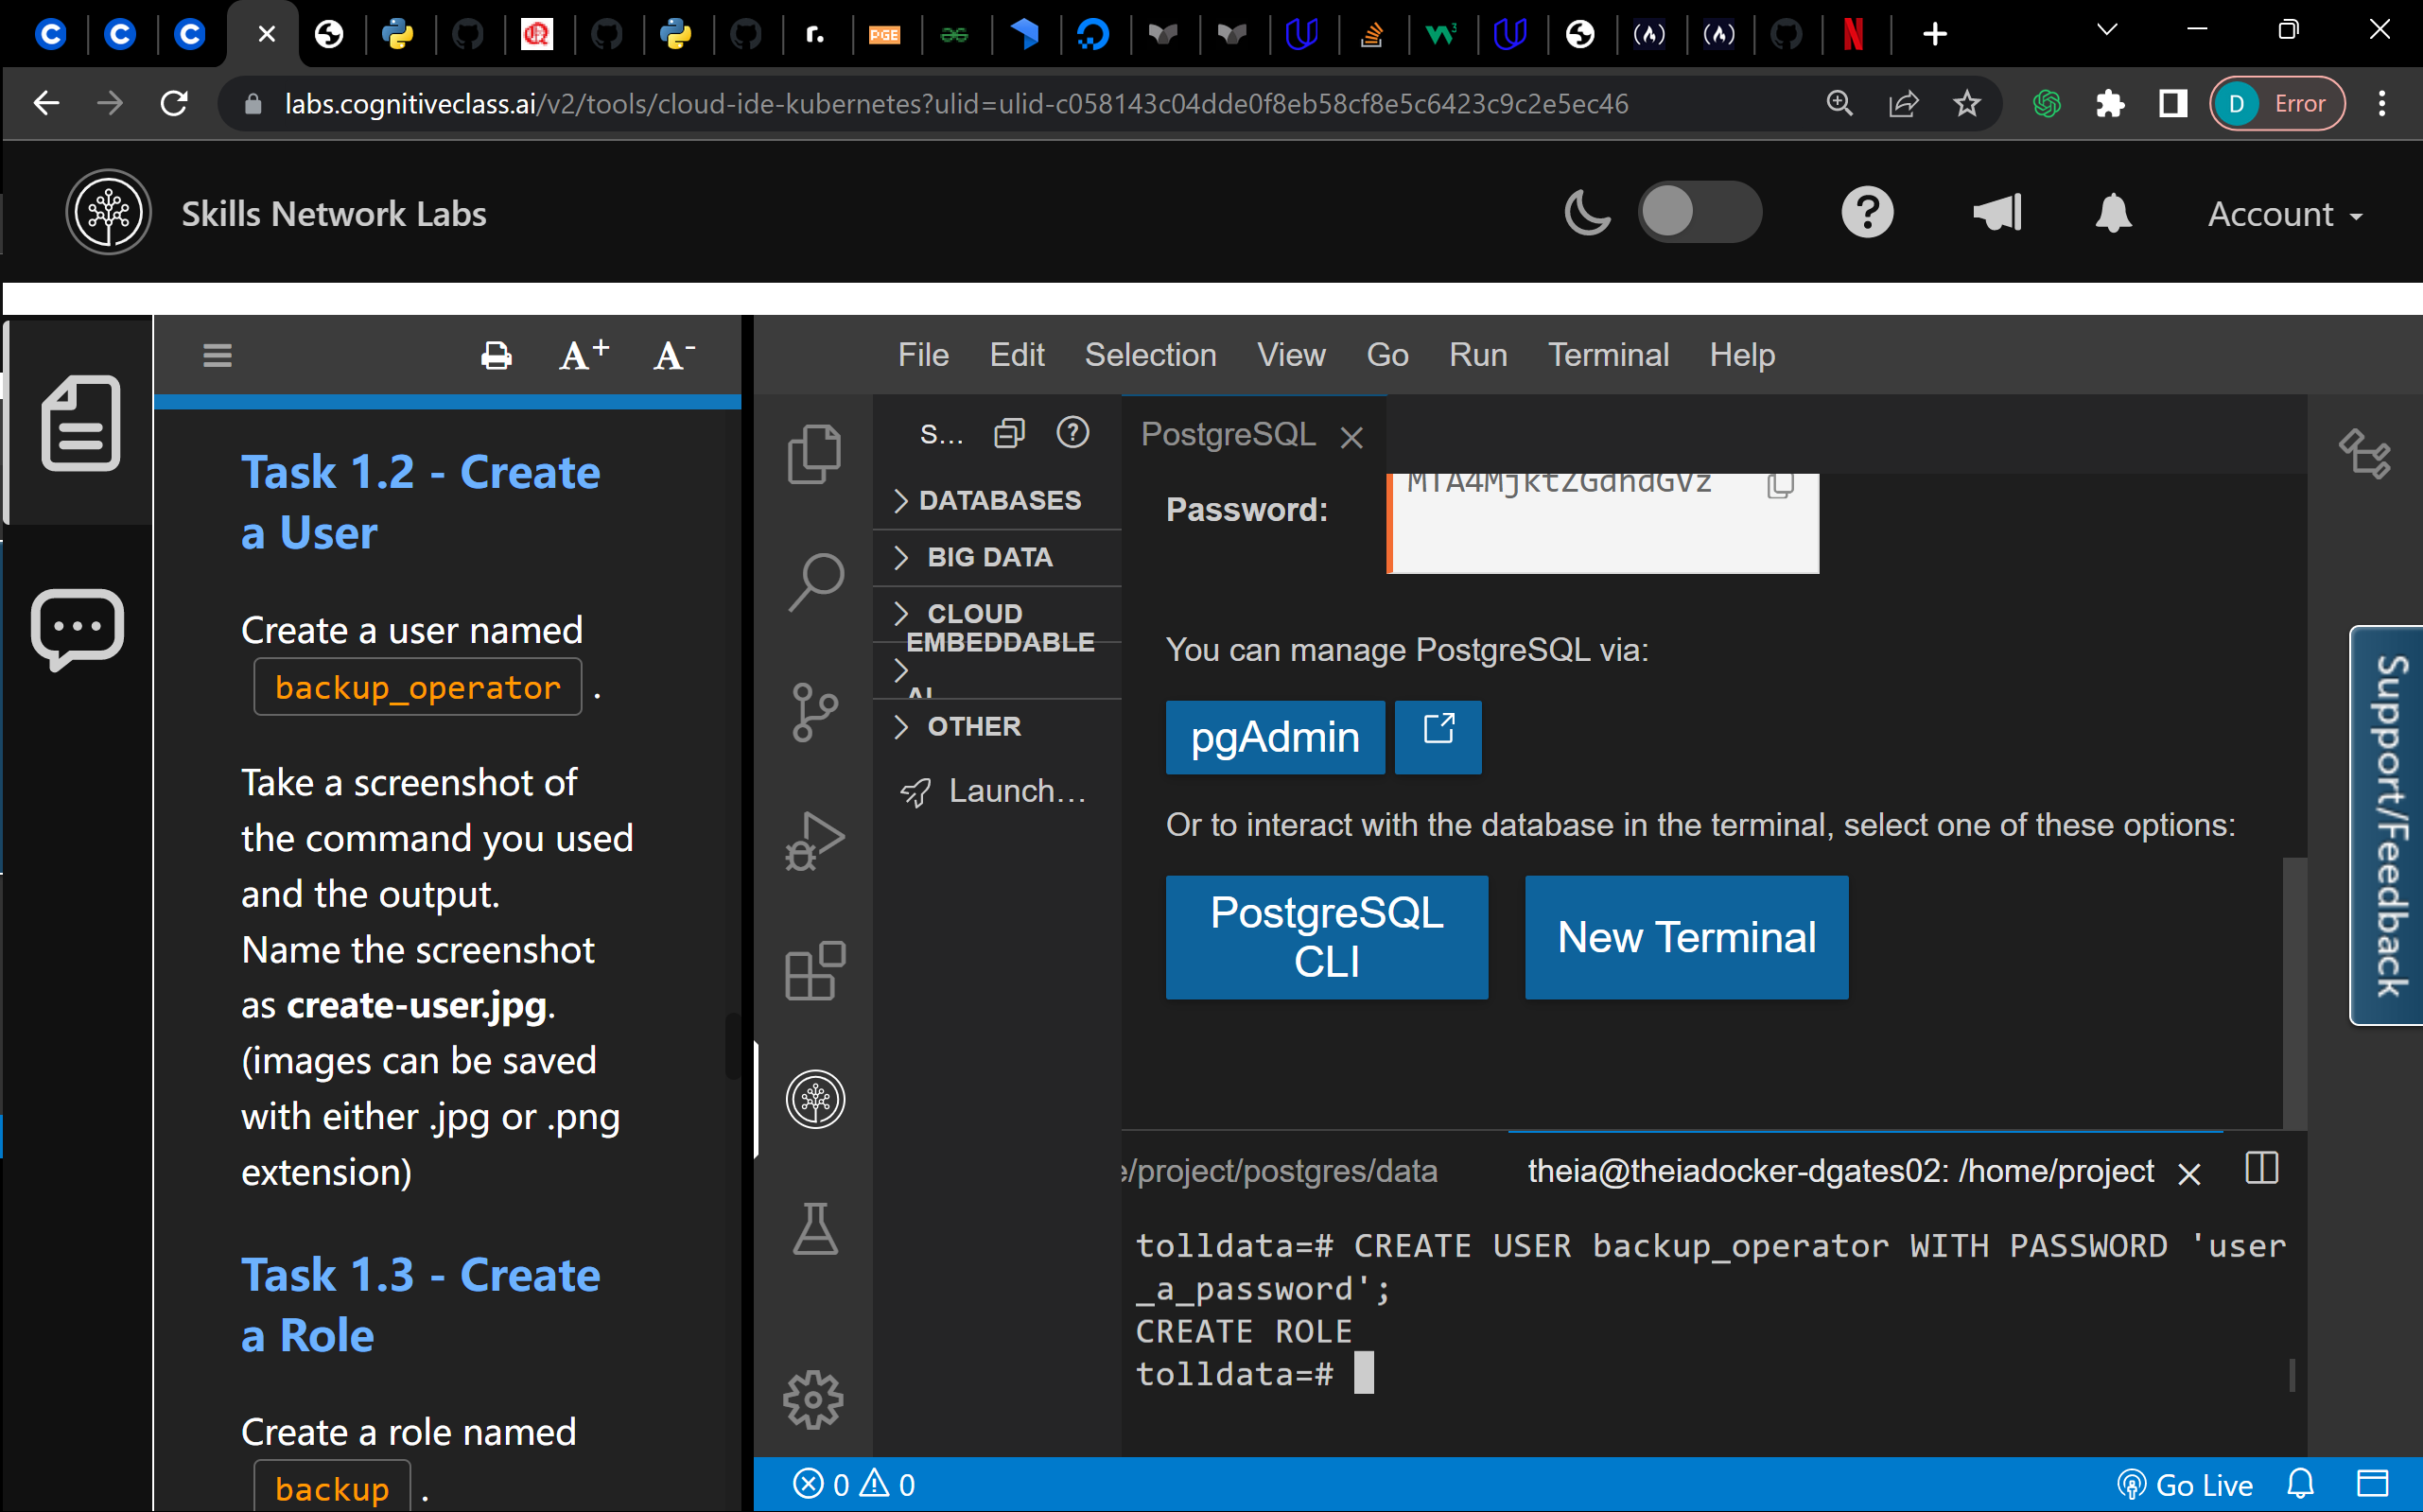 labs.cognitiveclass.ai/v2/tools/cloud-ide-kubernetes?ulid=ulid-c058143c04dde0f8eb58cf8e5c6423c9c2e5ec46
D Error
Skills Network Labs
Account
A+ A-
Task 1.2 - Create
a User
Create a user named
backup_operator .
Take a screenshot of
the command you used
and the output.
Name the screenshot
as create-user.jpg.
(images can be saved
with either .jpg or .png
extension)
Task 1.3 - Create
a Role
Create a role named
backup .
File Edit Selection View Go Run Terminal Help
S...
DATABASES
BIG DATA
CLOUD
EMBEDDABLE
AI
OTHER
Launch...
PostgreSQL
Password:
MTA4MjktZGdhdGVz
You can manage PostgreSQL via:
pgAdmin
Or to interact with the database in the terminal, select one of these options:
PostgreSQL
CLI
New Terminal
Support/Feedback
e/project/postgres/data
theia@theiadocker-dgates02: /home/project
tolldata=# CREATE USER backup_operator WITH PASSWORD 'user
_a_password';
CREATE ROLE
tolldata=#
0 0
Go Live